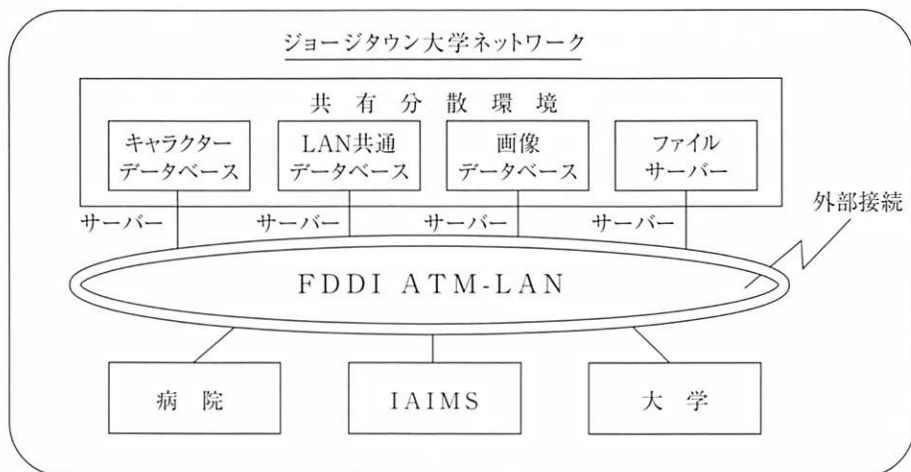 ジョージタウン大学ネットワーク
共有分散環境
キャラクター
データベース
LAN共通
データベース
画像
データベース
ファイル
サーバー
サーバー
サーバー
サーバー
サーバー
外部接続
FDDI ATM-LAN
病院
IAIMS
大学